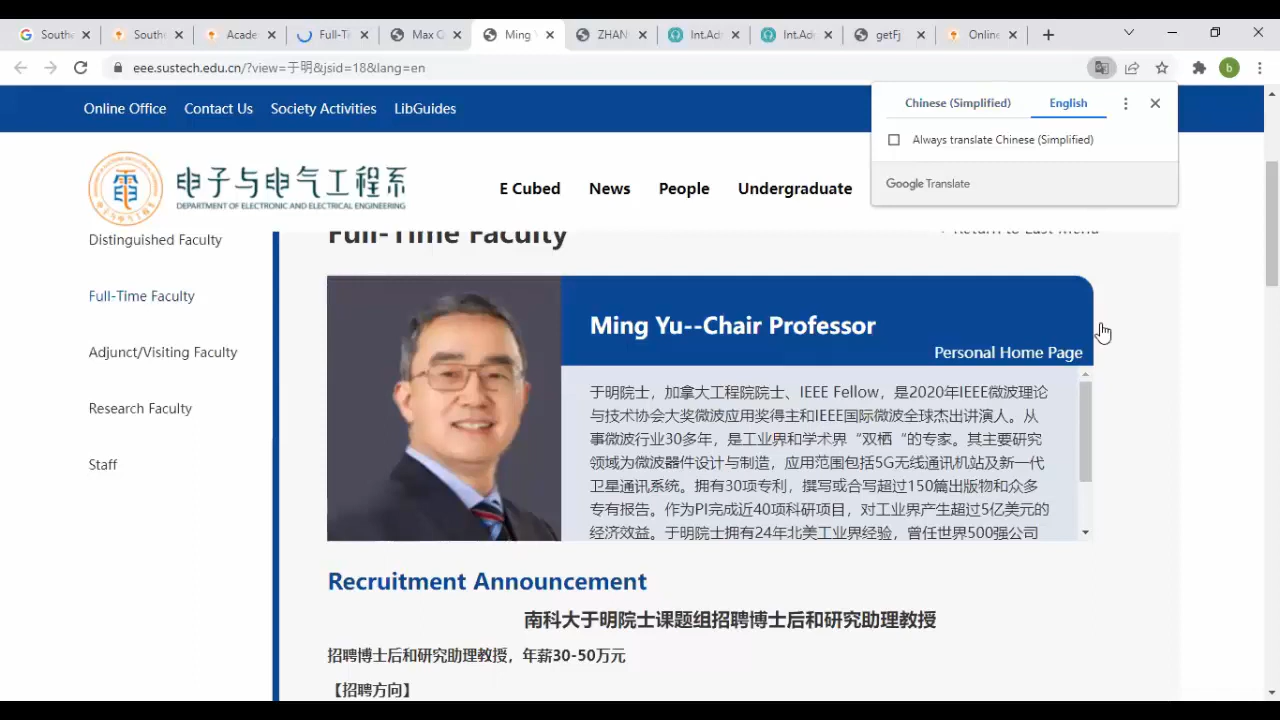 Southe
Southe
Acade
Full-Ti
Max C
Ming
ZHAN
Int.Adm
Int.Adm
getFj
Online
eee.sustech.edu.cn/?view=于明&jsid=18&lang=en
b
Online Office Contact Us Society Activities LibGuides
Chinese (Simplified) English
Always translate Chinese (Simplified)
Google Translate
电子与电气工程系
DEPARTMENT OF ELECTRONIC AND ELECTRICAL ENGINEERING
E Cubed News People Undergraduate
Distinguished Faculty
Full-Time Faculty
Adjunct/Visiting Faculty
Research Faculty
Staff
Full-Time Faculty
< Return to Last Menu
Ming Yu--Chair Professor
Personal Home Page
于明院士，加拿大工程院院士、IEEE Fellow，是2020年IEEE微波理论
与技术协会大奖微波应用奖得主和IEEE国际微波全球杰出讲演人。从
事微波行业30多年，是工业界和学术界“双栖“的专家。其主要研究
领域为微波器件设计与制造，应用范围包括5G无线通讯机站及新一代
卫星通讯系统。拥有30项专利，撰写或合写超过150篇出版物和众多
专有报告。作为PI完成近40项科研项目，对工业界产生超过5亿美元的
经济效益。于明院士拥有24年北美工业界经验，曾任世界500强公司
Recruitment Announcement
南科大于明院士课题组招聘博士后和研究助理教授
招聘博士后和研究助理教授，年薪30-50万元
【招聘方向】